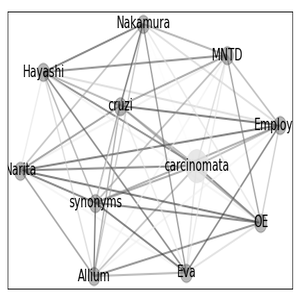 Nakamura
MNTD
Hayashi
cruzi
Employ
carcinomata
Narita
synonyms
OE
Allium
Eva